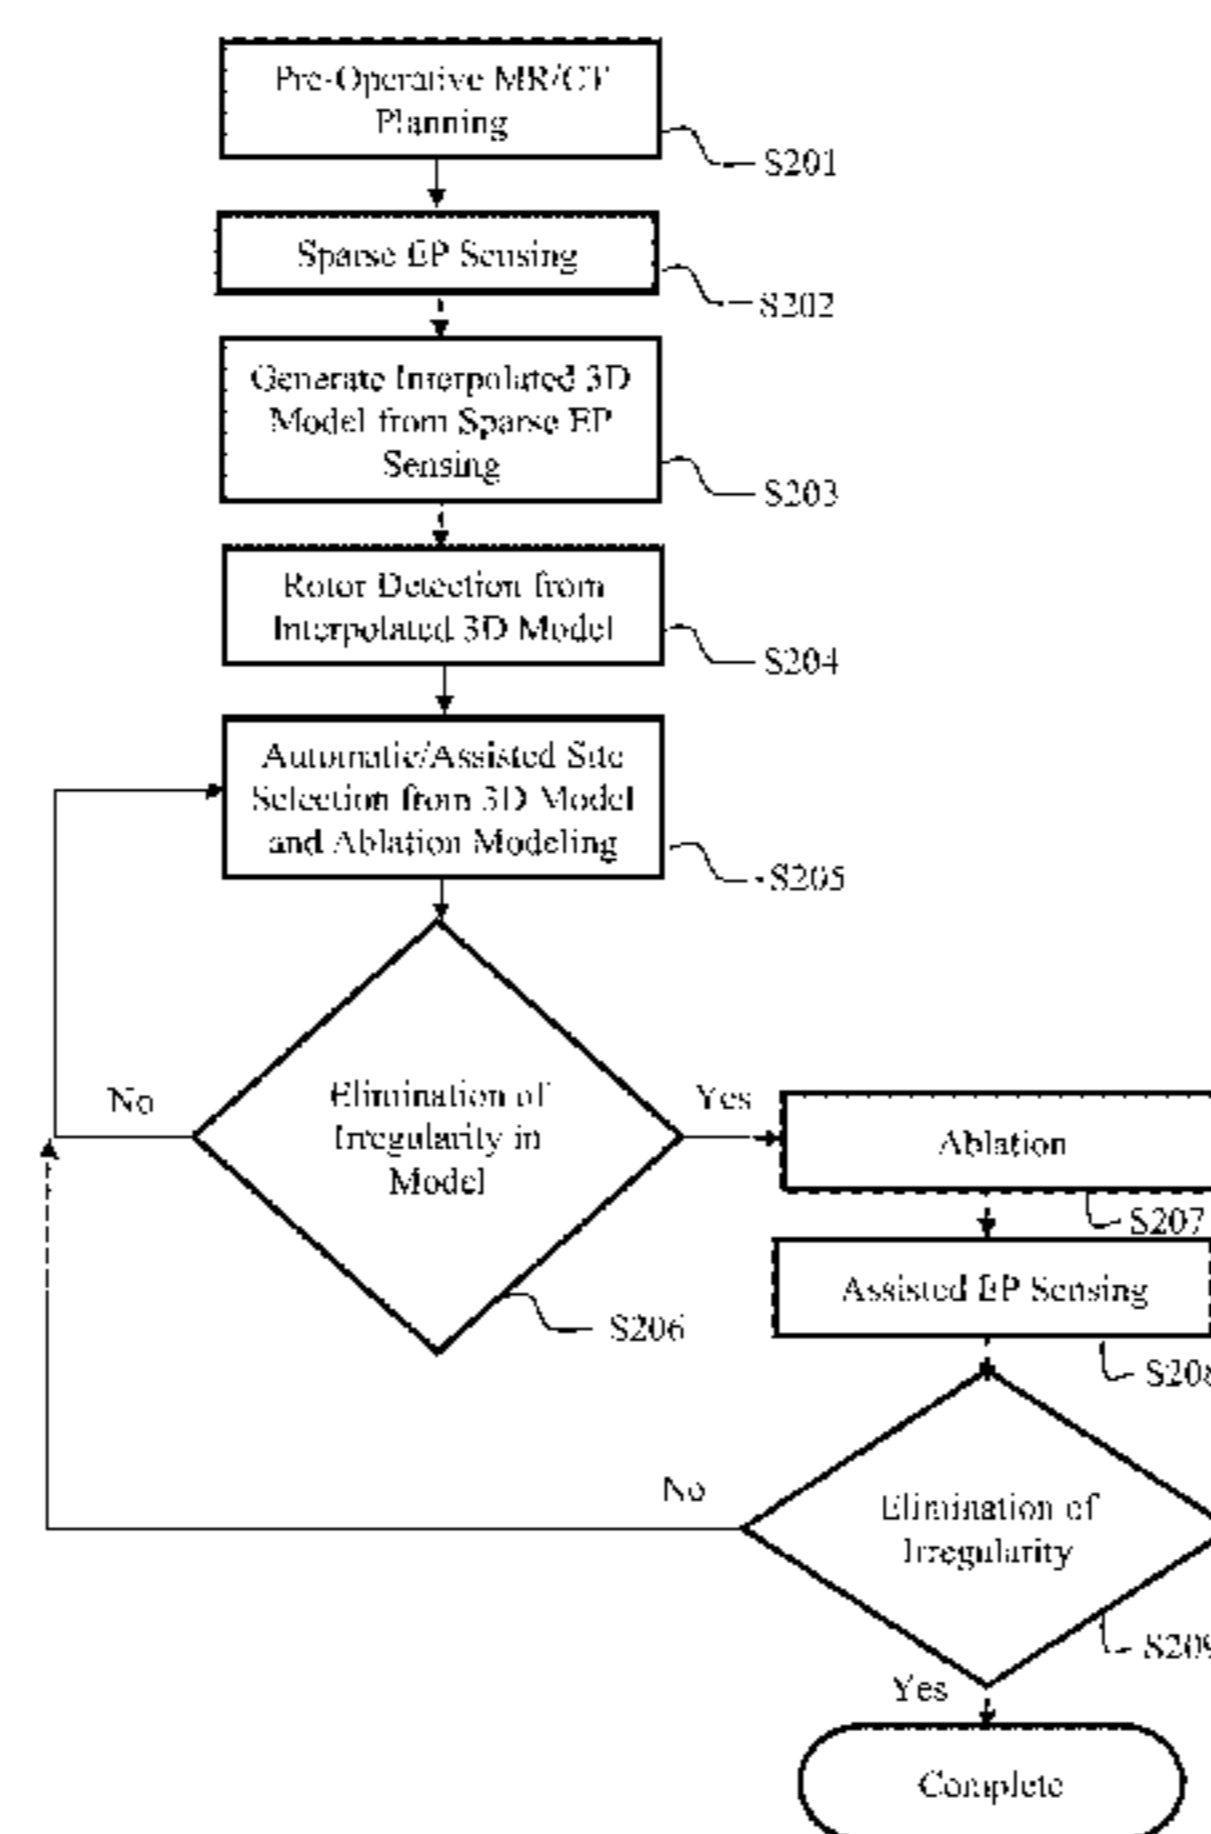 Pre-Operative MR/CT
Planning
S201
Sparse EP Sensing
S202
Generate Interpolated 3D
Model from Sparse EP
Sensing
S203
Rotor Detection from
Interpolated 3D Model
S204
Automatic/Assisted Site
Selection from 3D Model
and Ablation Modeling
S205
Elimination of
Irregularity in
Model
No
Yes
S206
Ablation
S207
Assisted EP Sensing
S208
No
Elimination of
Irregularity
S209
Yes
Complete